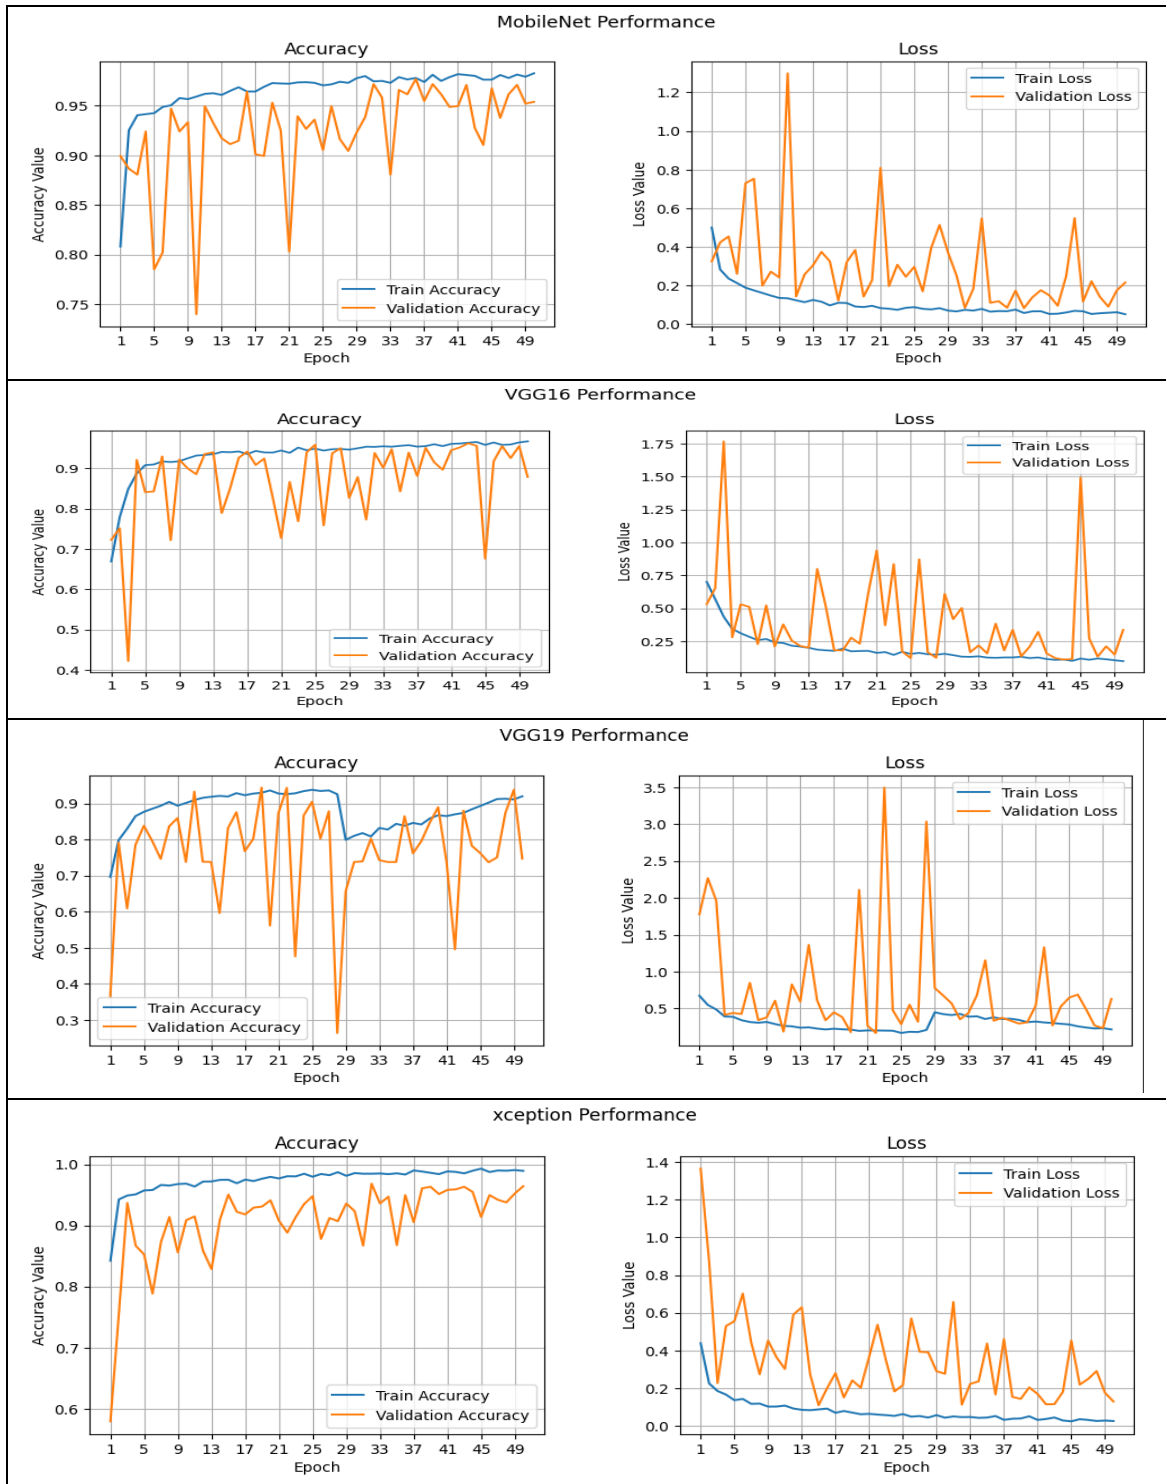 MobileNet Performance
Accuracy
Loss
Accuracy Value
0.95
0.90
0.85
0.80
0.75
Train Accuracy
Validation Accuracy
1 5 9 13 17 21 25 29 33 37 41 45 49
Epoch
Loss Value
1.2
1.0
0.8
0.6
0.4
0.2
0.0
Train Loss
Validation Loss
1 5 9 13 17 21 25 29 33 37 41 45 49
Epoch
VGG16 Performance
Accuracy
Loss
Accuracy Value
0.9
0.8
0.7
0.6
0.5
0.4
Train Accuracy
Validation Accuracy
1 5 9 13 17 21 25 29 33 37 41 45 49
Epoch
Loss Value
1.75
1.50
1.25
1.00
0.75
0.50
0.25
Train Loss
Validation Loss
1 5 9 13 17 21 25 29 33 37 41 45 49
Epoch
VGG19 Performance
Accuracy
Loss
Accuracy Value
0.9
0.8
0.7
0.6
0.5
0.4
0.3
Train Accuracy
Validation Accuracy
1 5 9 13 17 21 25 29 33 37 41 45 49
Epoch
Loss Value
3.5
3.0
2.5
2.0
1.5
1.0
0.5
Train Loss
Validation Loss
1 5 9 13 17 21 25 29 33 37 41 45 49
Epoch
xception Performance
Accuracy
Loss
Accuracy Value
1.0
0.9
0.8
0.7
0.6
Train Accuracy
Validation Accuracy
1 5 9 13 17 21 25 29 33 37 41 45 49
Epoch
Loss Value
1.4
1.2
1.0
0.8
0.6
0.4
0.2
0.0
Train Loss
Validation Loss
1 5 9 13 17 21 25 29 33 37 41 45 49
Epoch